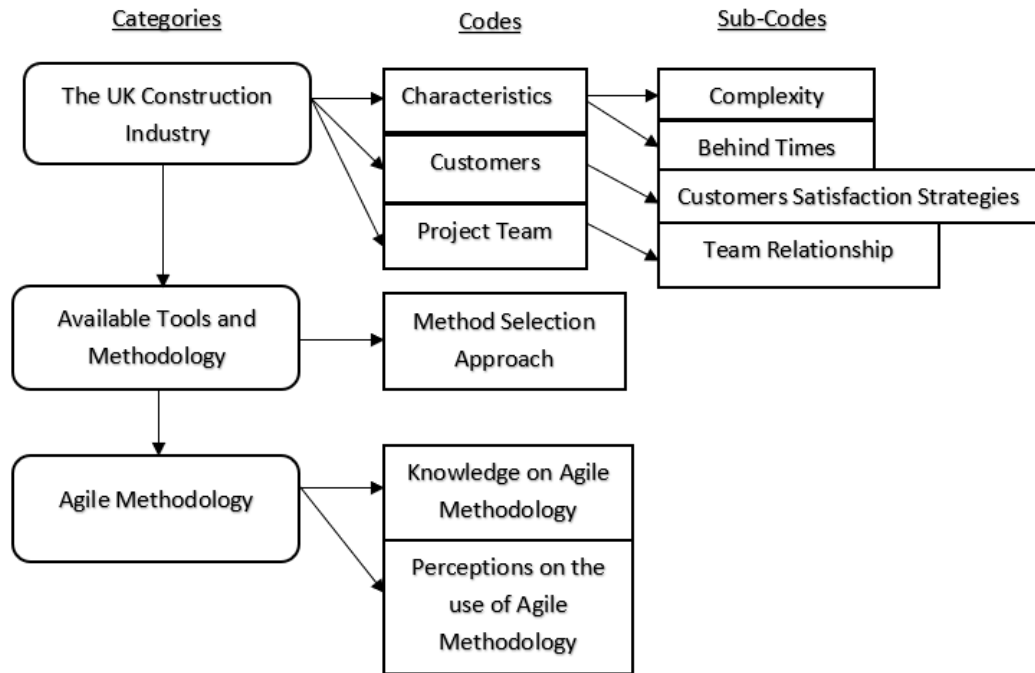 Categories
Codes
Sub-Codes
The UK Construction
Industry
Characteristics
Complexity
Behind Times
Customers
Customers Satisfaction Strategies
Project Team
Team Relationship
Available Tools and
Methodology
Method Selection
Approach
Agile Methodology
Knowledge on Agile
Methodology
Perceptions on the
use of Agile
Methodology